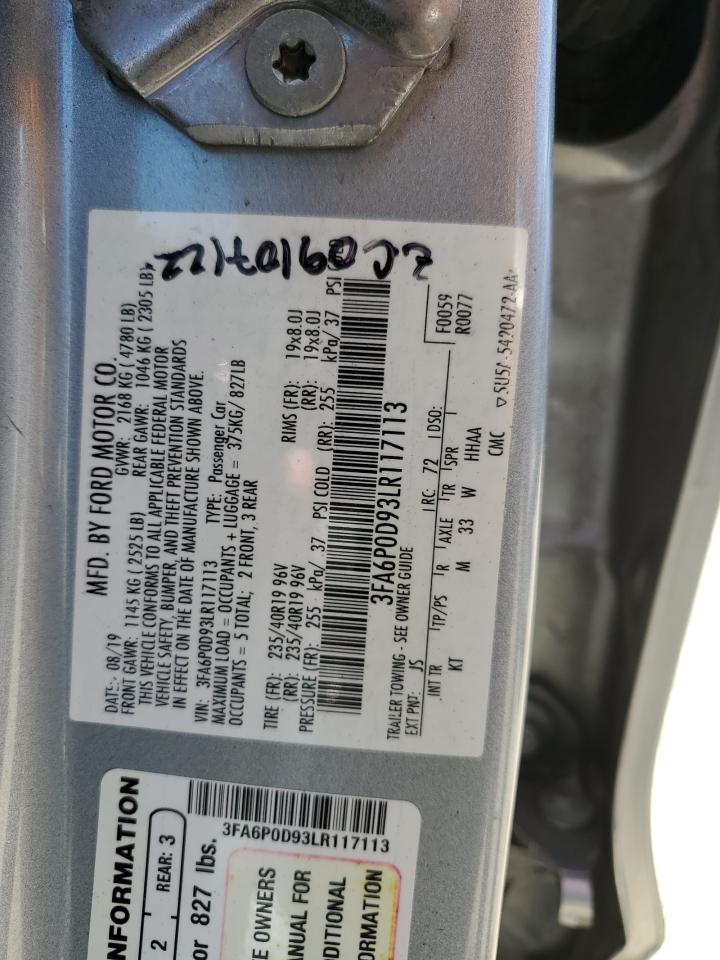 MFD. BY FORD MOTOR CO.
DATE: 08/19 GVWR: 2168 KG ( 4780 LB)
FRONT GAWR: 1145 KG ( 2525 LB) REAR GAWR: 1046 KG ( 2305 LB)
THIS VEHICLE CONFORMS TO ALL APPLICABLE FEDERAL MOTOR
VEHICLE SAFETY, BUMPER, AND THEFT PREVENTION STANDARDS
IN EFFECT ON THE DATE OF MANUFACTURE SHOWN ABOVE.
VIN: 3FA6P0D93LR117113 TYPE: Passenger Car
MAXIMUM LOAD = OCCUPANTS + LUGGAGE = 375KG/ 827LB
OCCUPANTS = 5 TOTAL; 2 FRONT, 3 REAR
TIRE (FR): 235/40R19 96V RIMS (FR): 19x8.0J
(RR): 235/40R19 96V (RR): 19x8.0J
PRESSURE (FR): 255 kPa/ 37 PSI COLD (RR): 255 kPa/ 37 PSI
3FA6P0D93LR117113
TRAILER TOWING - SEE OWNER GUIDE
F0059
R0077
EXT PNT: JS RC: 72 DSO:
INT TR TP/PS R AXLE TR SPR
KT M 33 W HHAA
CMC
5420472
INFORMATION
2 REAR: 3
or 827 lbs.
3FA6P0D93LR117113
E OWNERS
ANUAL FOR
DITIONAL
ORMATION